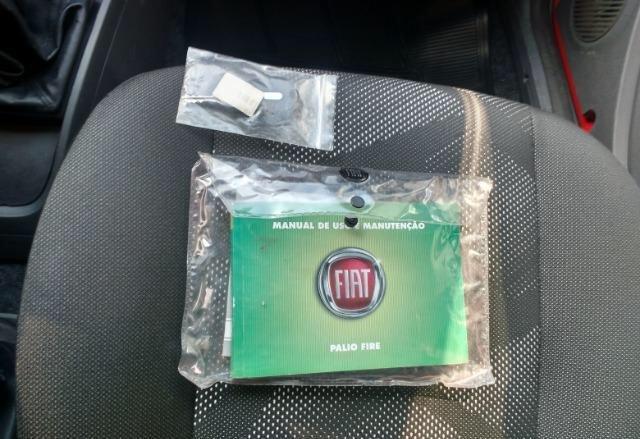 MANUAL DE USO E MANUTENÇÃO
FIAT
PALIO FIRE